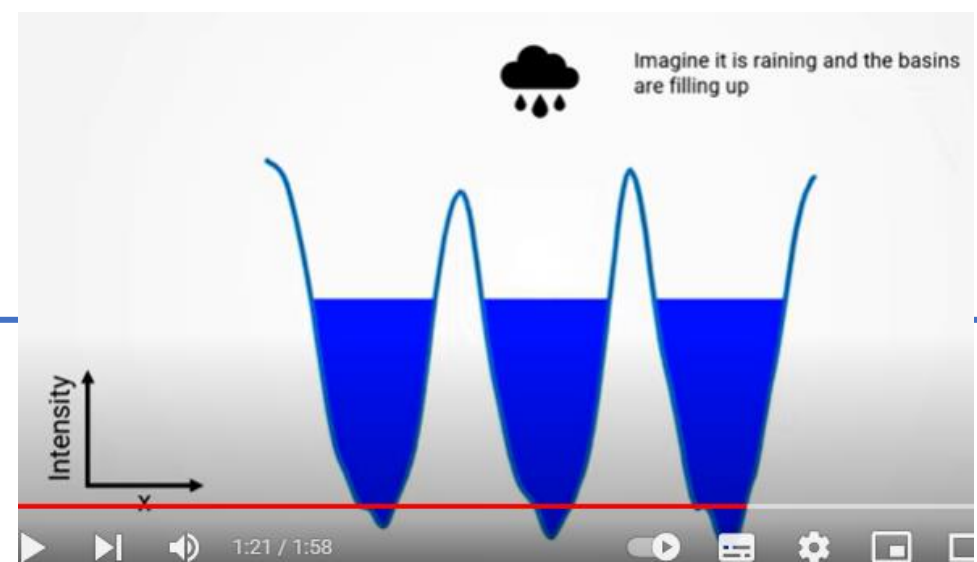 Imagine it is raining and the basins
are filling up
Intensity
x
1:21 / 1:58